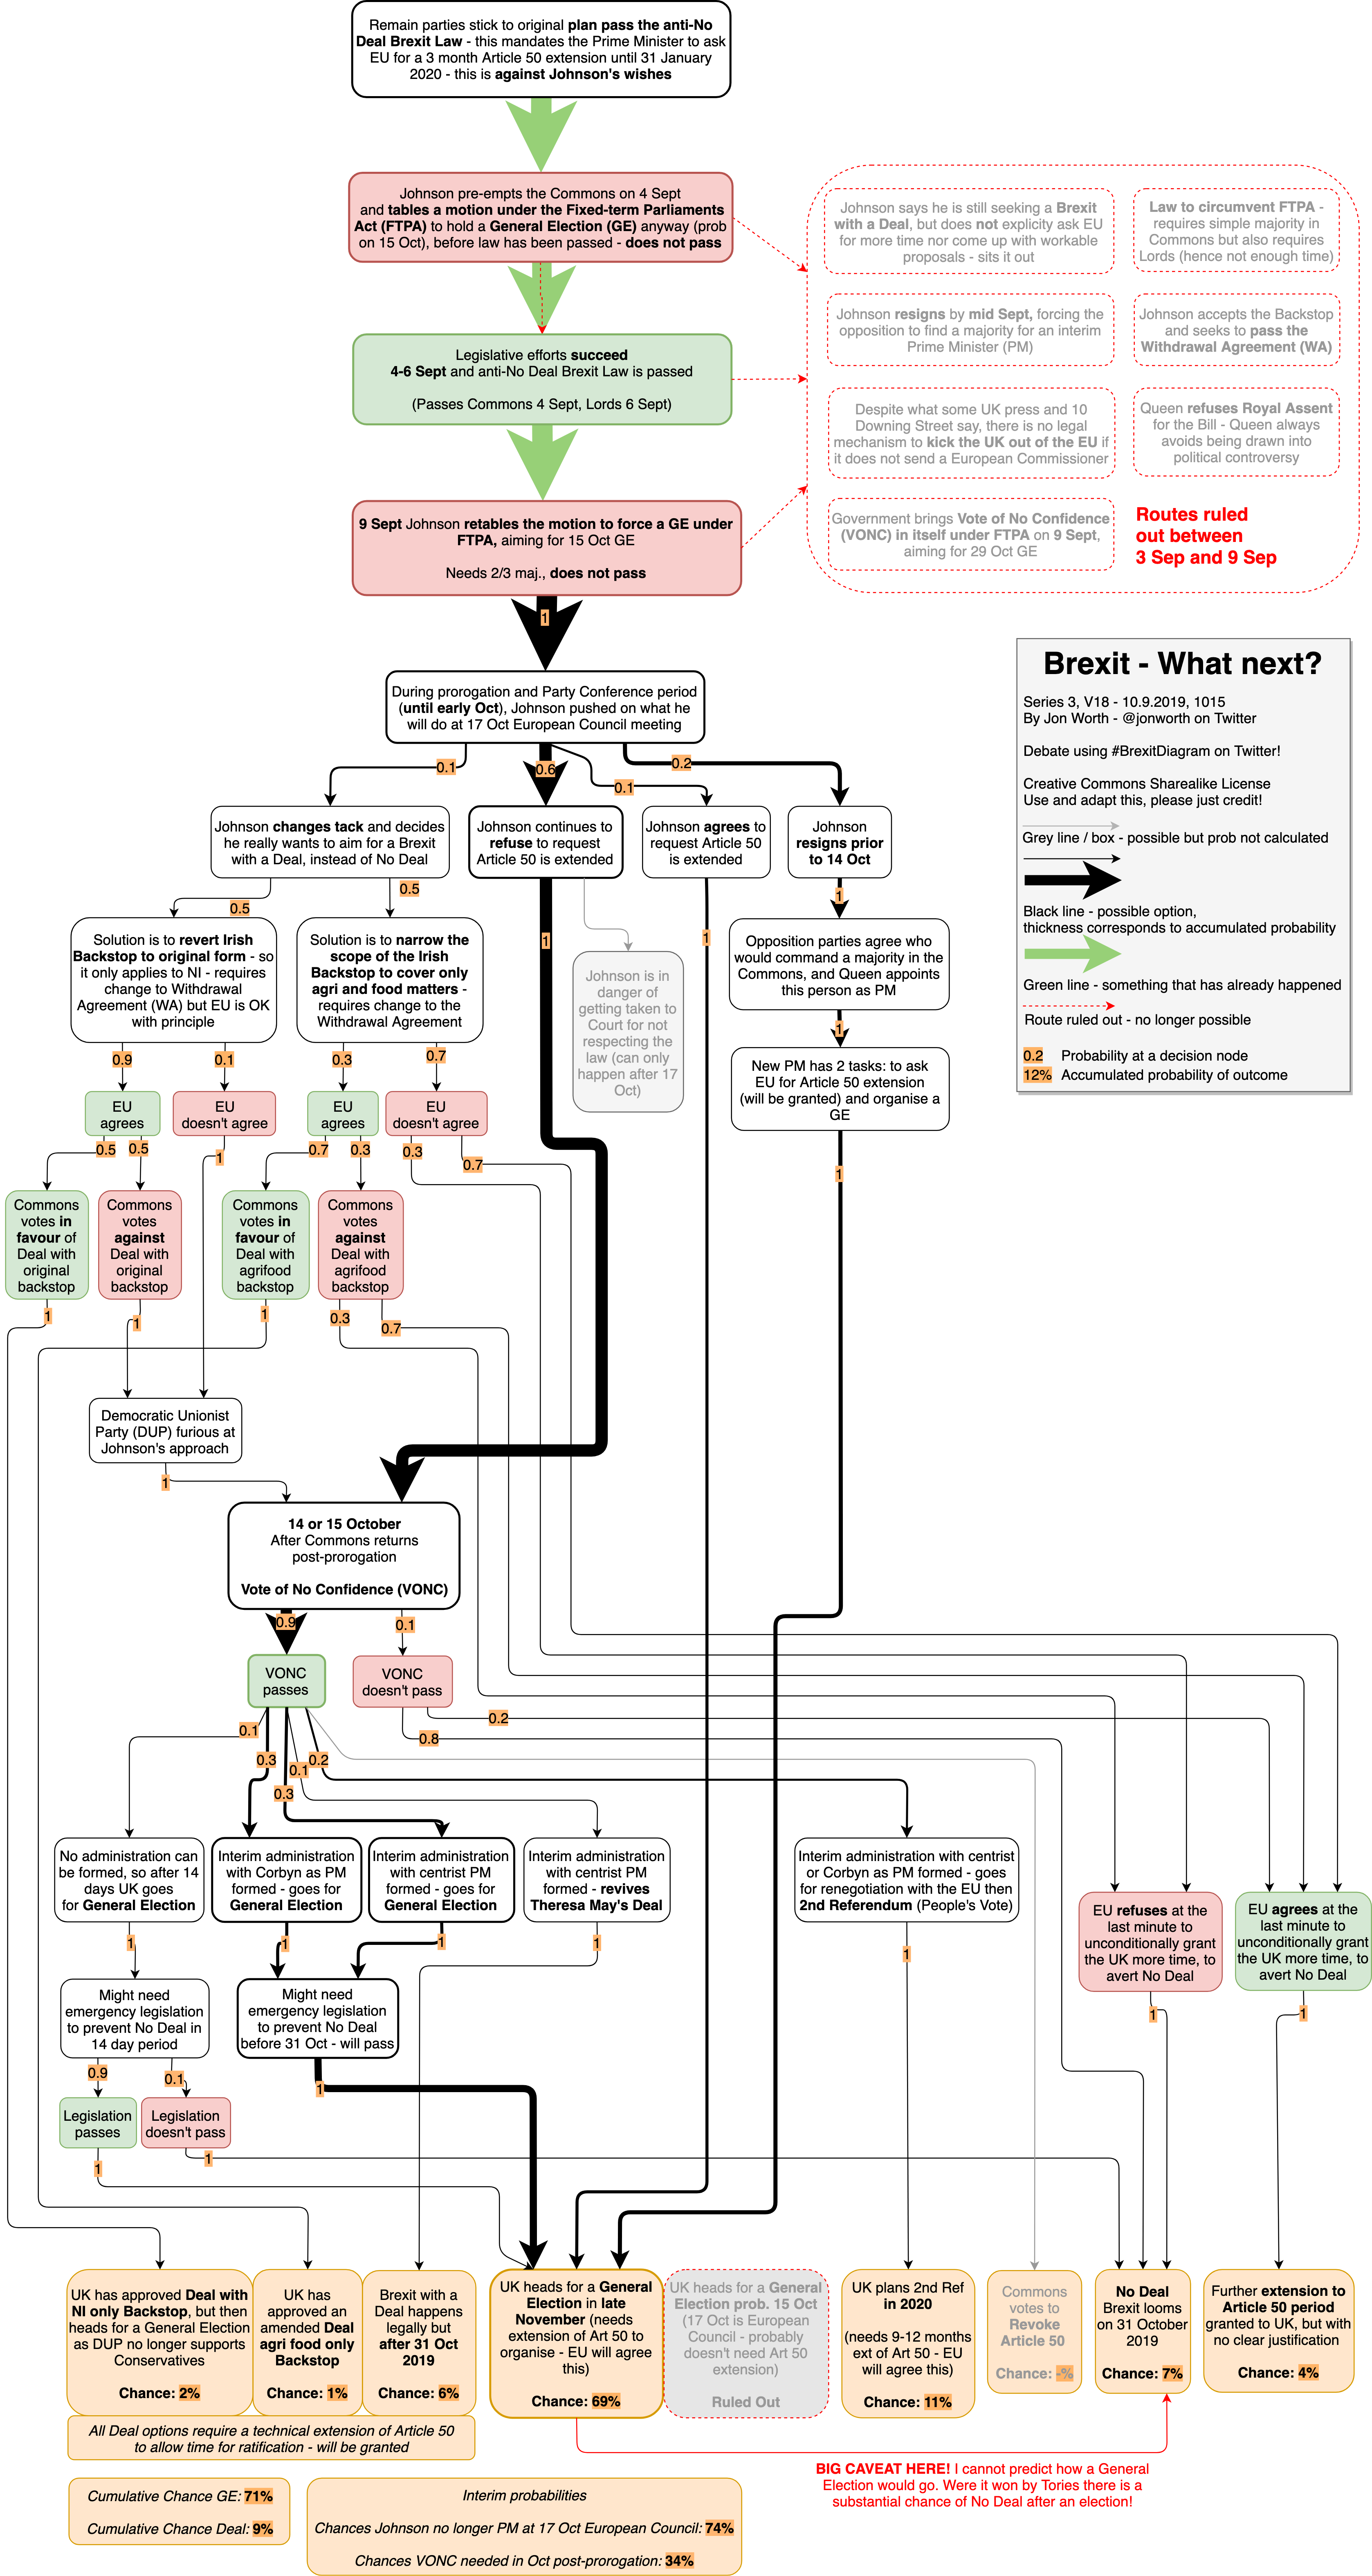 Remain parties stick to original plan pass the anti-No
Deal Brexit Law - this mandates the Prime Minister to ask
EU for a 3 month Article 50 extension until 31 January
2020 - this is against Johnson's wishes
Johnson pre-empts the Commons on 4 Sept
and tables a motion under the Fixed-term Parliaments
Act (FTPA) to hold a General Election (GE) anyway (prob
on 15 Oct), before law has been passed - does not pass
Legislative efforts succeed
4-6 Sept and anti-No Deal Brexit Law is passed
(Passes Commons 4 Sept, Lords 6 Sept)
9 Sept Johnson retables the motion to force a GE under
FTPA, aiming for 15 Oct GE
Needs 2/3 maj., does not pass
Johnson says he is still seeking a Brexit
with a Deal, but does not explicity ask EU
for more time nor come up with workable
proposals - sits it out
Law to circumvent FTPA -
requires simple majority in
Commons but also requires
Lords (hence not enough time)
Johnson resigns by mid Sept, forcing the
opposition to find a majority for an interim
Prime Minister (PM)
Johnson accepts the Backstop
and seeks to pass the
Withdrawal Agreement (WA)
Despite what some UK press and 10
Downing Street say, there is no legal
mechanism to kick the UK out of the EU if
it does not send a European Commissioner
Queen refuses Royal Assent
for the Bill - Queen always
avoids being drawn into
political controversy
Government brings Vote of No Confidence
(VONC) in itself under FTPA on 9 Sept,
aiming for 29 Oct GE
Routes ruled
out between
3 Sep and 9 Sep
1
Brexit - What next?
Series 3, V18 - 10.9.2019, 1015
By Jon Worth - @jonworth on Twitter
Debate using #BrexitDiagram on Twitter!
Creative Commons Sharealike License
Use and adapt this, please just credit!
Grey line / box - possible but prob not calculated
Black line - possible option,
thickness corresponds to accumulated probability
Green line - something that has already happened
Route ruled out - no longer possible
0.2 Probability at a decision node
12% Accumulated probability of outcome
During prorogation and Party Conference period
(until early Oct), Johnson pushed on what he
will do at 17 Oct European Council meeting
0.1
0.6
0.1
0.2
Johnson changes tack and decides
he really wants to aim for a Brexit
with a Deal, instead of No Deal
Johnson continues to
refuse to request
Article 50 is extended
Johnson agrees to
request Article 50
is extended
Johnson
resigns prior
to 14 Oct
0.5
0.5
1
1
1
Solution is to revert Irish
Backstop to original form - so
it only applies to NI - requires
change to Withdrawal
Agreement (WA) but EU is OK
with principle
Solution is to narrow the
scope of the Irish
Backstop to cover only
agri and food matters -
requires change to the
Withdrawal Agreement
Johnson is in
danger of
getting taken to
Court for not
respecting the
law (can only
happen after 17
Oct)
Opposition parties agree who
would command a majority in the
Commons, and Queen appoints
this person as PM
1
New PM has 2 tasks: to ask
EU for Article 50 extension
(will be granted) and organise a
GE
1
0.9
0.1
0.3
0.7
EU
agrees
EU
doesn't agree
EU
agrees
EU
doesn't agree
0.5
0.5
1
0.7
0.3
0.3
0.7
Commons
votes in
favour of
Deal with
original
backstop
Commons
votes
against
Deal with
original
backstop
Commons
votes in
favour of
Deal with
agrifood
backstop
Commons
votes
against
Deal with
agrifood
backstop
1
1
1
0.3
0.7
Democratic Unionist
Party (DUP) furious at
Johnson's approach
1
14 or 15 October
After Commons returns
post-prorogation
Vote of No Confidence (VONC)
0.9
0.1
VONC
passes
VONC
doesn't pass
0.1
0.3
0.3
0.1
0.2
0.8
0.2
No administration can
be formed, so after 14
days UK goes
for General Election
Interim administration
with Corbyn as PM
formed - goes for
General Election
Interim administration
with centrist PM
formed - goes for
General Election
Interim administration
with centrist PM
formed - revives
Theresa May's Deal
Interim administration with centrist
or Corbyn as PM formed - goes
for renegotiation with the EU then
2nd Referendum (People's Vote)
EU refuses at the
last minute to
unconditionally grant
the UK more time, to
avert No Deal
EU agrees at the
last minute to
unconditionally grant
the UK more time, to
avert No Deal
1
1
1
1
1
1
1
Might need
emergency legislation
to prevent No Deal in
14 day period
Might need
emergency legislation
to prevent No Deal
before 31 Oct - will pass
0.9
0.1
1
Legislation
passes
Legislation
doesn't pass
1
1
UK has approved Deal with
NI only Backstop, but then
heads for a General Election
as DUP no longer supports
Conservatives
Chance: 2%
UK has
approved an
amended Deal
agri food only
Backstop
Chance: 1%
Brexit with a
Deal happens
legally but
after 31 Oct
2019
Chance: 6%
UK heads for a General
Election in late
November (needs
extension of Art 50 to
organise - EU will agree
this)
Chance: 69%
UK heads for a General
Election prob. 15 Oct
(17 Oct is European
Council - probably
doesn't need Art 50
extension)
Ruled Out
UK plans 2nd Ref
in 2020
(needs 9-12 months
ext of Art 50 - EU
will agree this)
Chance: 11%
Commons
votes to
Revoke
Article 50
Chance: -%
No Deal
Brexit looms
on 31 October
2019
Chance: 7%
Further extension to
Article 50 period
granted to UK, but with
no clear justification
Chance: 4%
All Deal options require a technical extension of Article 50
to allow time for ratification - will be granted
BIG CAVEAT HERE! I cannot predict how a General
Election would go. Were it won by Tories there is a
substantial chance of No Deal after an election!
Cumulative Chance GE: 71%
Cumulative Chance Deal: 9%
Interim probabilities
Chances Johnson no longer PM at 17 Oct European Council: 74%
Chances VONC needed in Oct post-prorogation: 34%